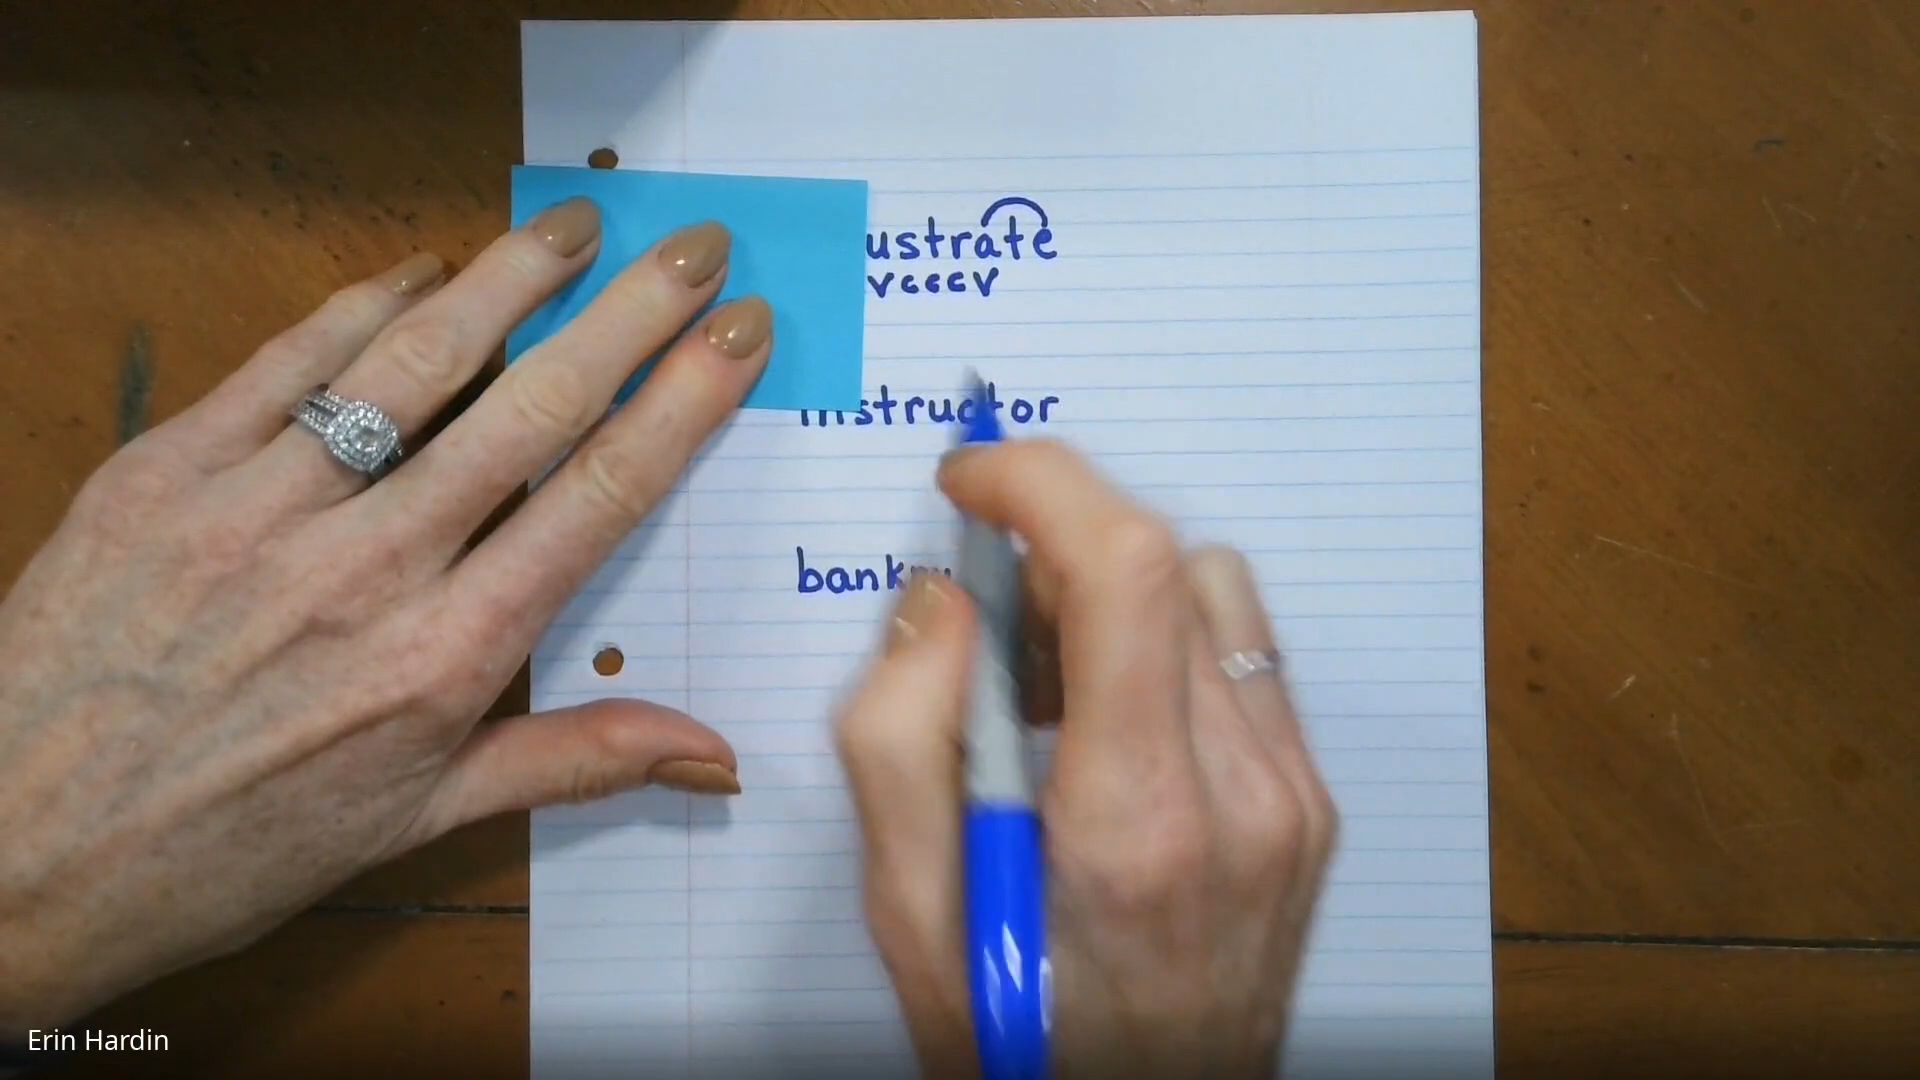 ustrate
vcccv
instructor
bank
Erin Hardin